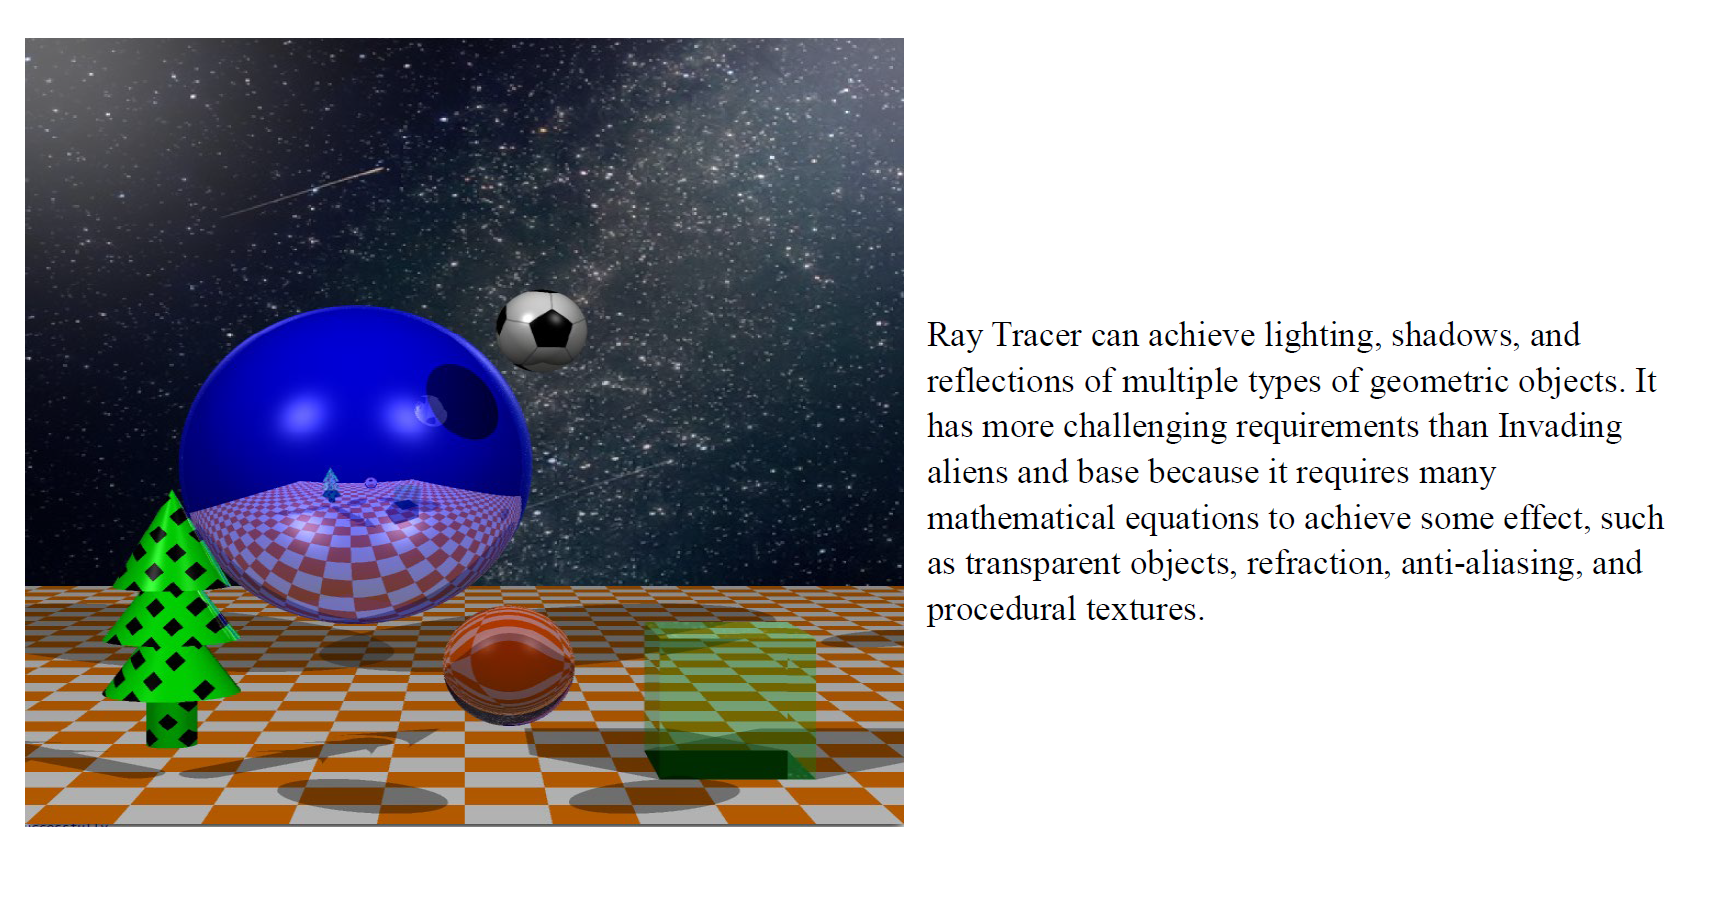 Ray Tracer can achieve lighting, shadows, and
reflections of multiple types of geometric objects. It
has more challenging requirements than Invading
aliens and base because it requires many
mathematical equations to achieve some effect, such
as transparent objects, refraction, anti-aliasing, and
procedural textures.